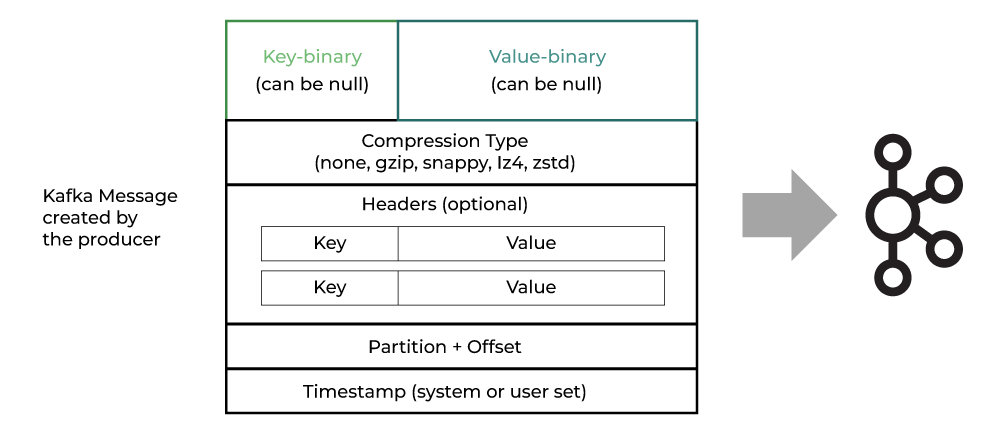 Key-binary
(can be null)
Value-binary
(can be null)
Compression Type
(none, gzip, snappy, lz4, zstd)
Kafka Message
created by
the producer
Headers (optional)
Key
Value
Key
Value
Partition + Offset
Timestamp (system or user set)